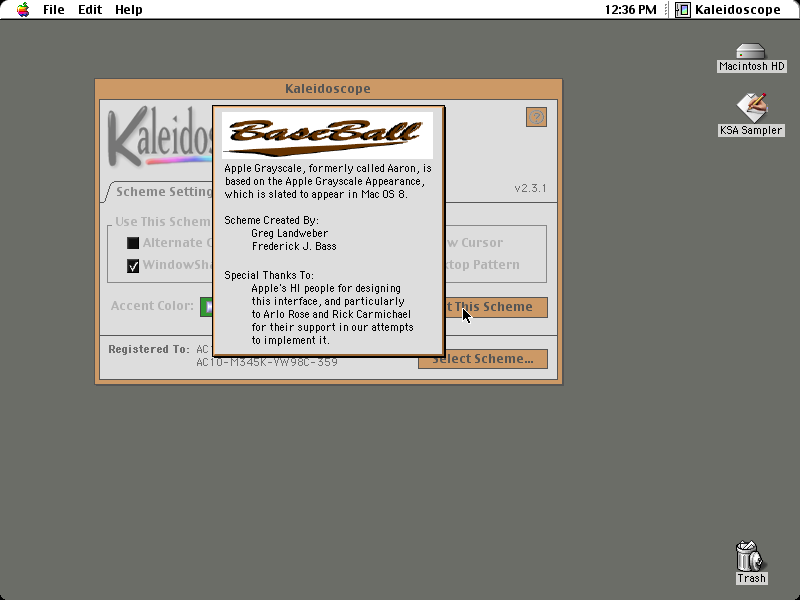 File Edit Help 12:36 PM Kaleidoscope
Macintosh HD
KSA Sampler
Kaleidoscope
Kaleidos
BaseBall
Apple Grayscale, formerly called Aaron, is
based on the Apple Grayscale Appearance,
which is slated to appear in Mac OS 8.
Scheme Created By:
Greg Landweber
Frederick J. Bass
Special Thanks To:
Apple's HI people for designing
this interface, and particularly
to Arlo Rose and Rick Carmichael
for their support in our attempts
to implement it.
v2.3.1
Scheme Setting
Use This Schem
Alternate
w Cursor
WindowSha
top Pattern
Accent Color:
t This Scheme
Registered To: AC
AC10-M345K-YW98C-359
Select Scheme...
Trash